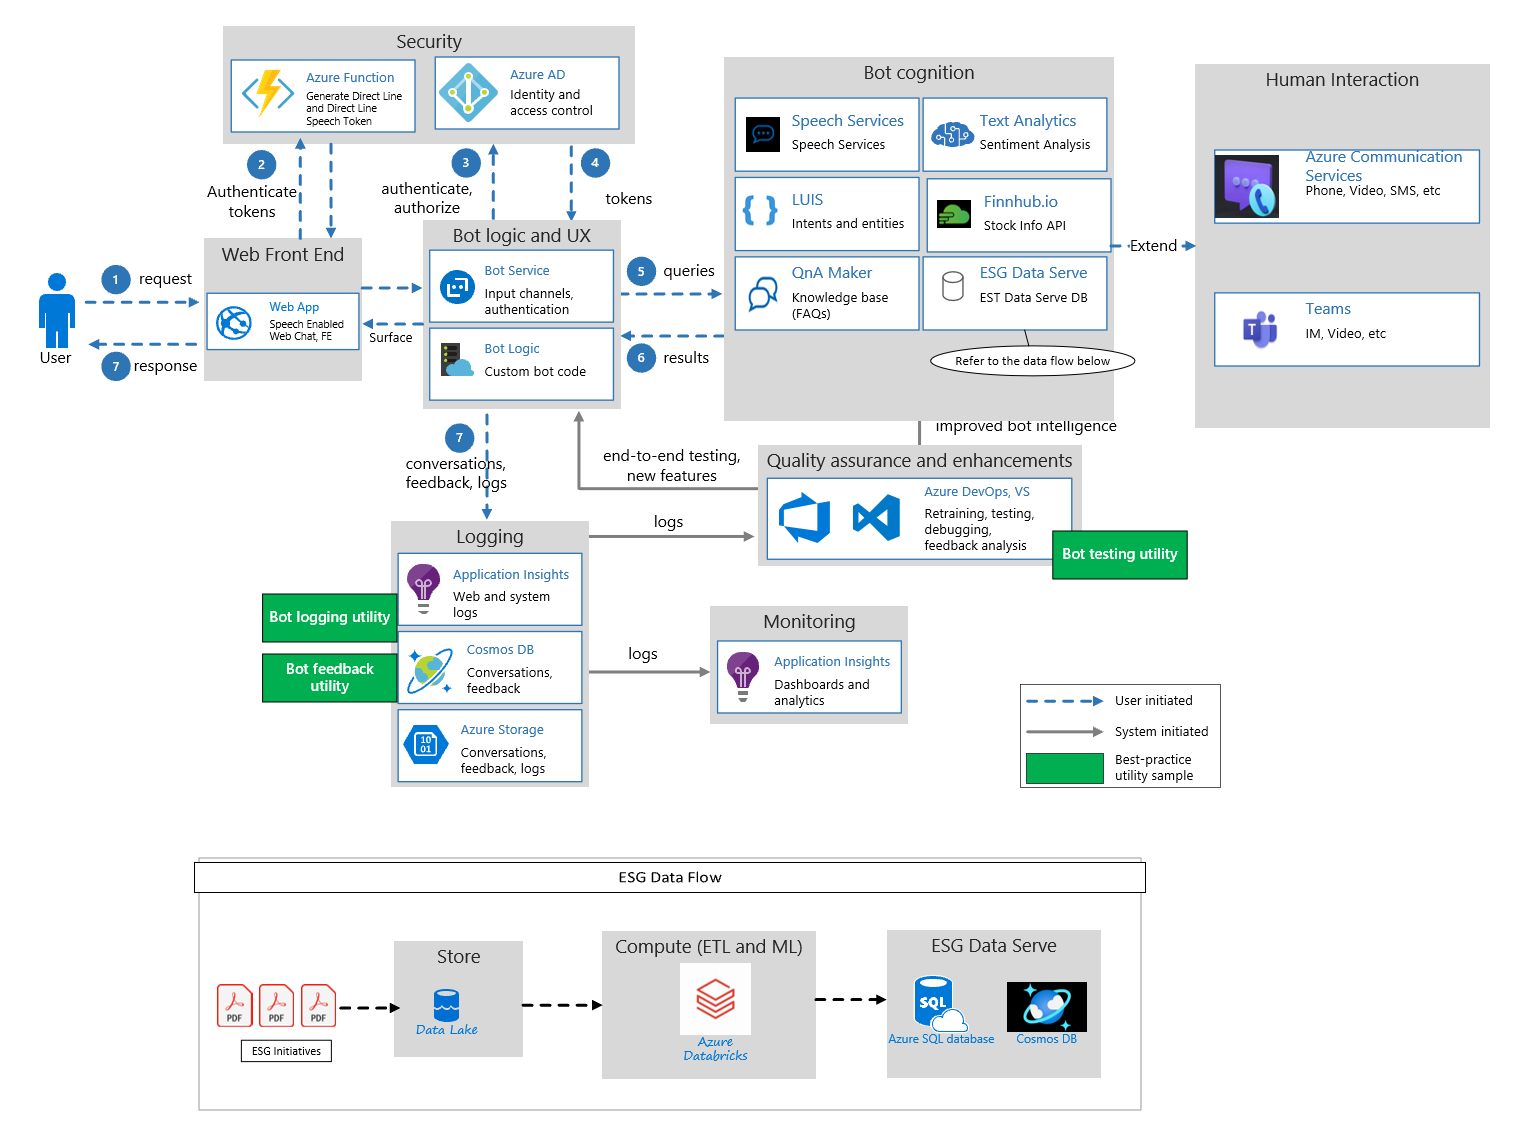 Security
Azure Function
Generate Direct Line
and Direct Line
Speech Token
Azure AD
Identity and
access control
2
Authenticate
tokens
3
authenticate,
authorize
4
tokens
Bot cognition
Speech Services
Speech Services
Text Analytics
Sentiment Analysis
LUIS
Intents and entities
Finnhub.io
Stock Info API
QnA Maker
Knowledge base
(FAQs)
ESG Data Serve
EST Data Serve DB
Refer to the data flow below
Extend
Human Interaction
Azure Communication
Services
Phone, Video, SMS, etc
Teams
IM, Video, etc
User
1
request
7
response
Web Front End
Web App
Speech Enabled
Web Chat, FE
Surface
Bot logic and UX
Bot Service
Input channels,
authentication
Bot Logic
Custom bot code
5
queries
6
results
7
conversations,
feedback, logs
end-to-end testing,
new features
improved bot intelligence
Quality assurance and enhancements
Azure DevOps, VS
Retraining, testing,
debugging,
feedback analysis
Bot testing utility
logs
Logging
Application Insights
Web and system
logs
Cosmos DB
Conversations,
feedback
Azure Storage
Conversations,
feedback, logs
10
01
Bot logging utility
Bot feedback
utility
logs
Monitoring
Application Insights
Dashboards and
analytics
User initiated
System initiated
Best-practice
utility sample
ESG Data Flow
PDF
PDF
PDF
ESG Initiatives
Store
Data Lake
Compute (ETL and ML)
Azure
Databricks
ESG Data Serve
SQL
Azure SQL database
Cosmos DB